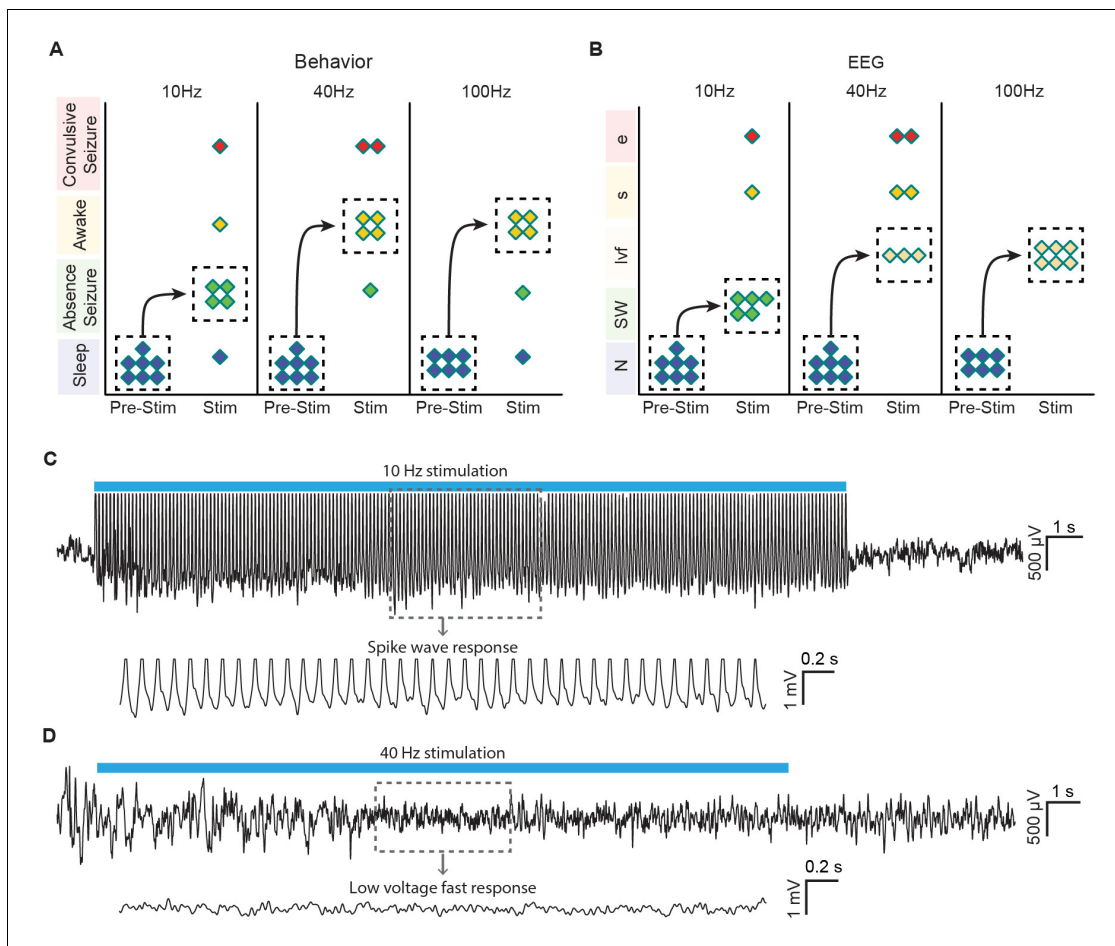 A
Behavior
10Hz
40Hz
100Hz
Convulsive
Seizure
Awake
Absence
Seizure
Sleep
Pre-Stim
Stim
Pre-Stim
Stim
Pre-Stim
Stim
B
EEG
10Hz
40Hz
100Hz
e
s
lvf
SW
N
Pre-Stim
Stim
Pre-Stim
Stim
Pre-Stim
Stim
C
10 Hz stimulation
1 s
500 µV
Spike wave response
0.2 s
1 mV
D
40 Hz stimulation
1 s
500 µV
Low voltage fast response
0.2 s
1 mV